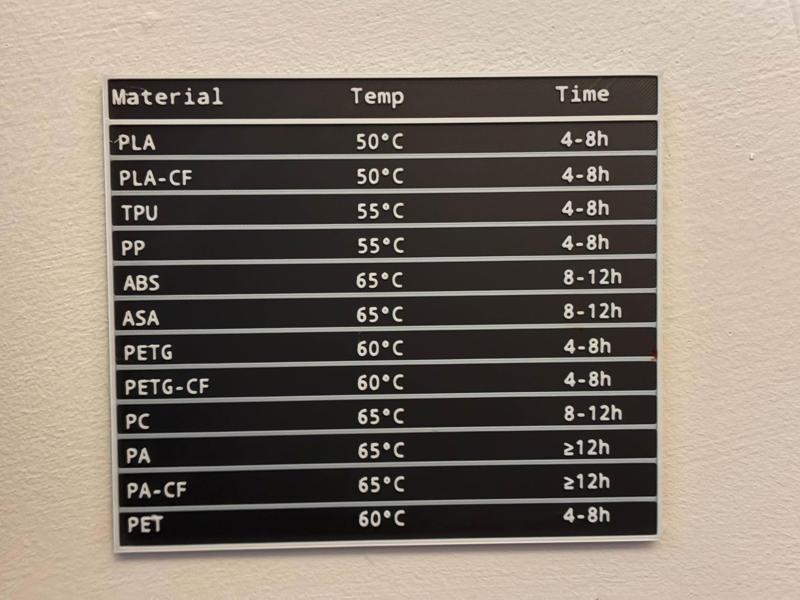 Material Temp Time
PLA 50°C 4-8h
PLA-CF 50°C 4-8h
TPU 55°C 4-8h
PP 55°C 4-8h
ABS 65°C 8-12h
ASA 65°C 8-12h
PETG 60°C 4-8h
PETG-CF 60°C 4-8h
PC 65°C 8-12h
PA 65°C ≥12h
PA-CF 65°C ≥12h
PET 60°C 4-8h